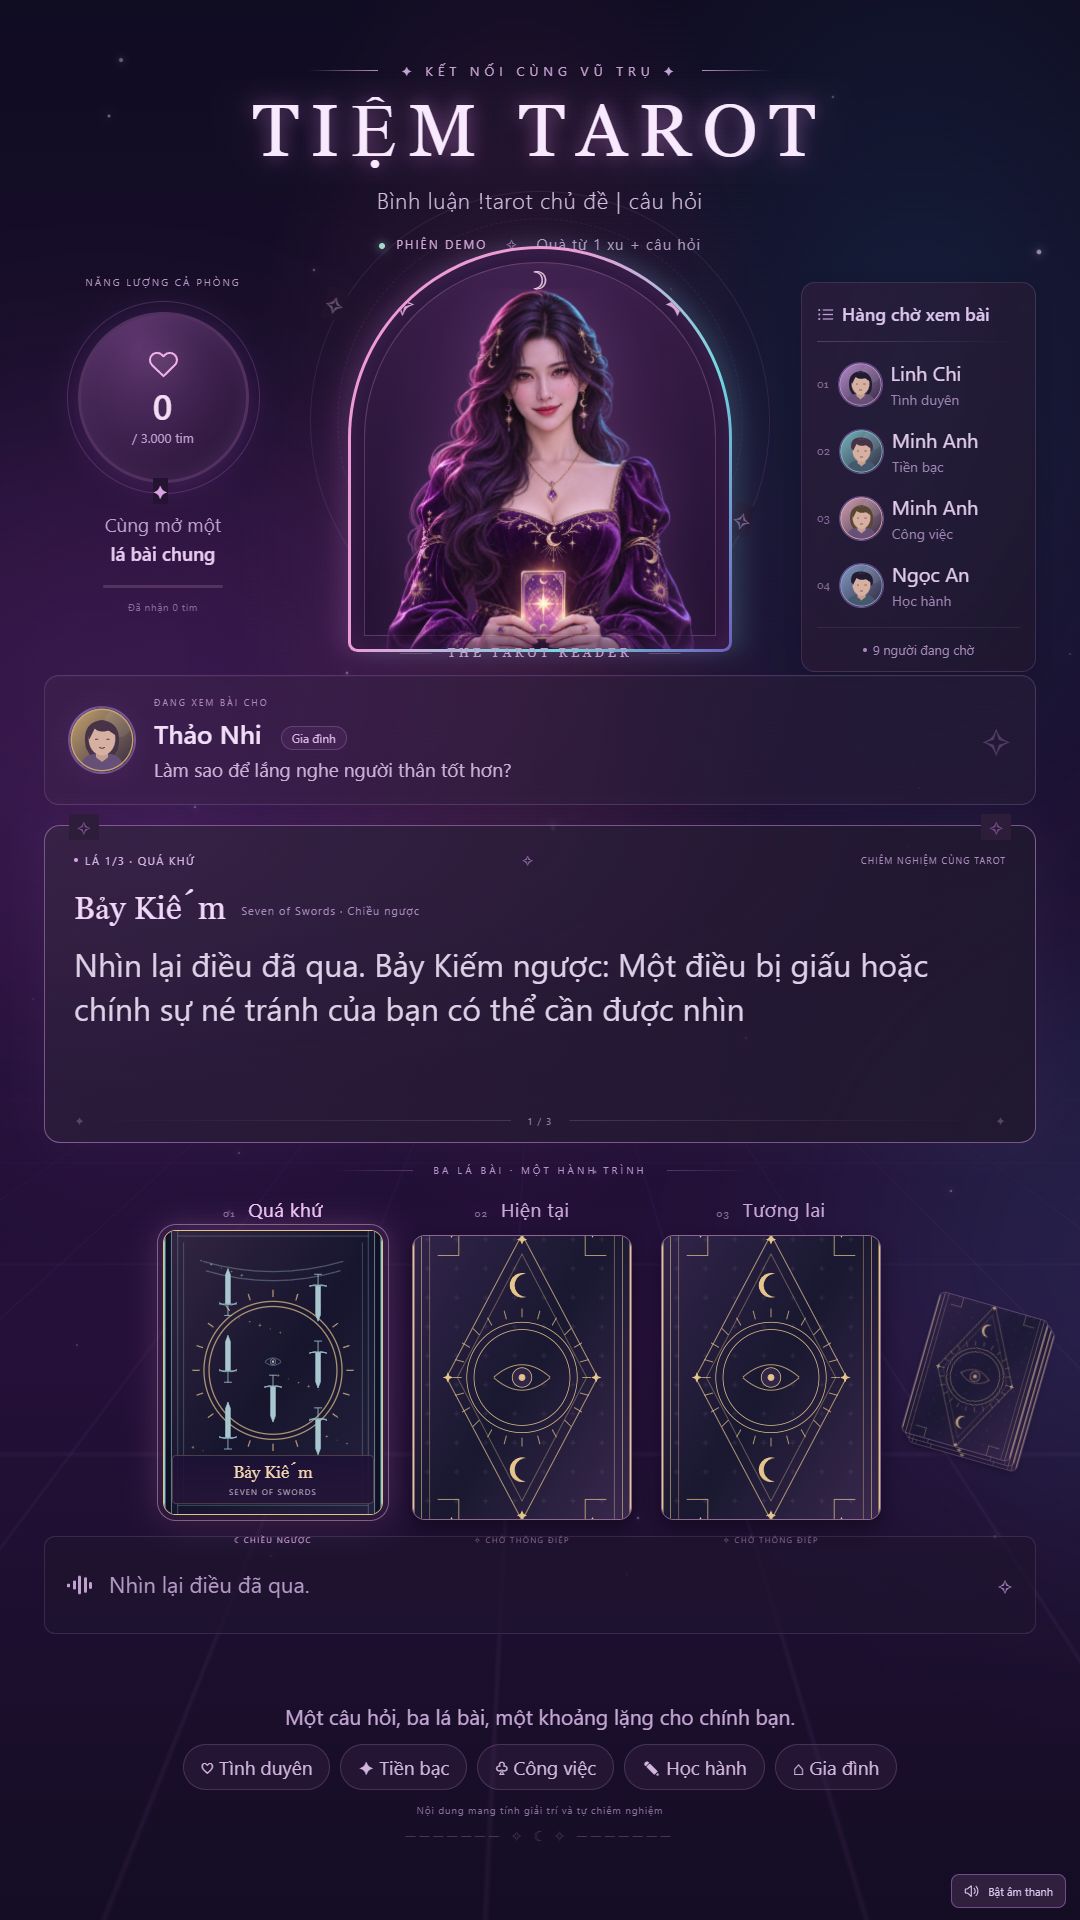 ✦ KẾT NỐI CÙNG VŨ TRỤ ✦
TIỆM TAROT
Bình luận !tarot chủ đề | câu hỏi
PHIÊN DEMO ✧ Quà từ 1 xu + câu hỏi
NĂNG LƯỢNG CẢ PHÒNG
0
/ 3.000 tim
Cùng mở một
lá bài chung
Đã nhận 0 tim
THE TAROT READER
Hàng chờ xem bài
01 Linh Chi
Tình duyên
02 Minh Anh
Tiền bạc
03 Minh Anh
Công việc
04 Ngọc An
Học hành
• 9 người đang chờ
ĐANG XEM BÀI CHO
Thảo Nhi Gia đình
Làm sao để lắng nghe người thân tốt hơn?
• LÁ 1/3 · QUÁ KHỨ
CHIÊM NGHIỆM CÙNG TAROT
Bảy Kiếm Seven of Swords · Chiều ngược
Nhìn lại điều đã qua. Bảy Kiếm ngược: Một điều bị giấu hoặc
chính sự né tránh của bạn có thể cần được nhìn
1 / 3
BA LÁ BÀI · MỘT HÀNH TRÌNH
01 Quá khứ
02 Hiện tại
03 Tương lai
Bảy Kiếm
SEVEN OF SWORDS
☾ CHIỀU NGƯỢC
✧ CHỜ THÔNG ĐIỆP
✧ CHỜ THÔNG ĐIỆP
Nhìn lại điều đã qua.
Một câu hỏi, ba lá bài, một khoảng lặng cho chính bạn.
♡ Tình duyên
✦ Tiền bạc
♧ Công việc
✎ Học hành
⌂ Gia đình
Nội dung mang tính giải trí và tự chiêm nghiệm
Bật âm thanh